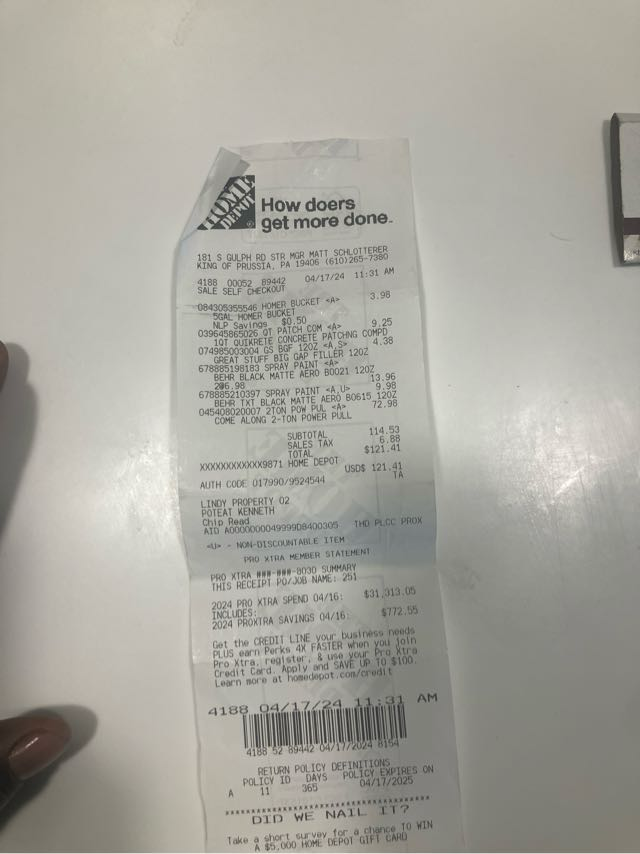 THE HOME DEPOT
How doers
get more done.
181 S GULPH RD STR MGR MATT SCHLOTTERER
KING OF PRUSSIA, PA 19406 (610)265-7380
4188 00052 89442 04/17/24 11:31 AM
SALE SELF CHECKOUT
084305355546 HOMER BUCKET <A> 3.98
5GAL HOMER BUCKET
NLP Savings $0.50
039645865026 QT PATCH COM <A> 9.25
1QT QUIKRETE CONCRETE PATCHNG COMPD
074985003004 GS BGF 12OZ <A,S> 4.38
GREAT STUFF BIG GAP FILLER 12OZ
678885198183 SPRAY PAINT <A>
BEHR BLACK MATTE AERO B0021 12OZ
2@6.98 13.96
678885210397 SPRAY PAINT <A,U> 9.98
BEHR TXT BLACK MATTE AERO B0615 12OZ
045408020007 2TON POW PUL <A> 72.98
COME ALONG 2-TON POWER PULL
SUBTOTAL 114.53
SALES TAX 6.88
TOTAL $121.41
XXXXXXXXXXXX9871 HOME DEPOT
USD$ 121.41
AUTH CODE 017990/9524544 TA
LINDY PROPERTY 02
POTEAT KENNETH
Chip Read
AID A0000000049999D8400305 THD PLCC PROX
<U> - NON-DISCOUNTABLE ITEM
PRO XTRA MEMBER STATEMENT
PRO XTRA ###-###-8030 SUMMARY
THIS RECEIPT PO/JOB NAME: 251
2024 PRO XTRA SPEND 04/16: $31,313.05
INCLUDES:
2024 PROXTRA SAVINGS 04/16: $772.55
Get the CREDIT LINE your business needs
PLUS earn Perks 4X FASTER when you join
Pro Xtra, register, & use your Pro Xtra
Credit Card. Apply and SAVE UP TO $100.
Learn more at homedepot.com/credit
4188 04/17/24 11:31 AM
4188 52 89442 04/17/2024 8154
RETURN POLICY DEFINITIONS
POLICY ID DAYS POLICY EXPIRES ON
A 11 365 04/17/2025
DID WE NAIL IT?
Take a short survey for a chance TO WIN
A $5,000 HOME DEPOT GIFT CARD